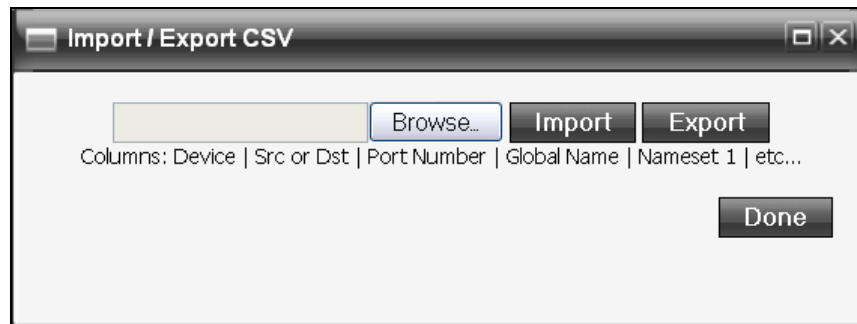 Import / Export CSV
Browse... Import Export
Columns: Device | Src or Dst | Port Number | Global Name | Nameset 1 | etc...
Done